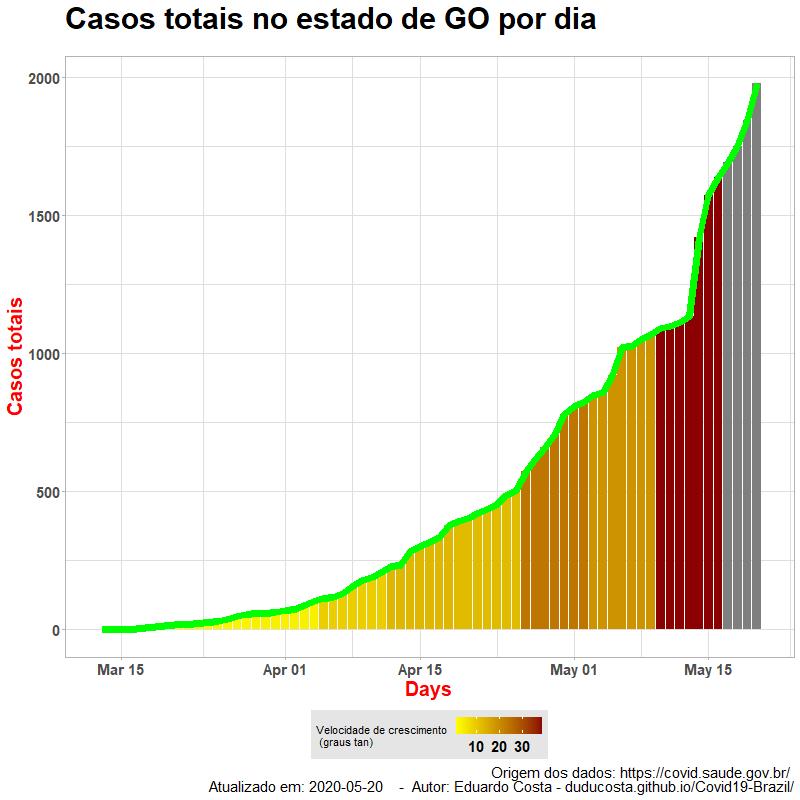 Casos totais no estado de GO por dia
Casos totais
2000
1500
1000
500
0
Mar 15 Apr 01 Apr 15 May 01 May 15
Days
Velocidade de crescimento
(graus tan)
10 20 30
Origem dos dados: https://covid.saude.gov.br/
Atualizado em: 2020-05-20 - Autor: Eduardo Costa - duducosta.github.io/Covid19-Brazil/